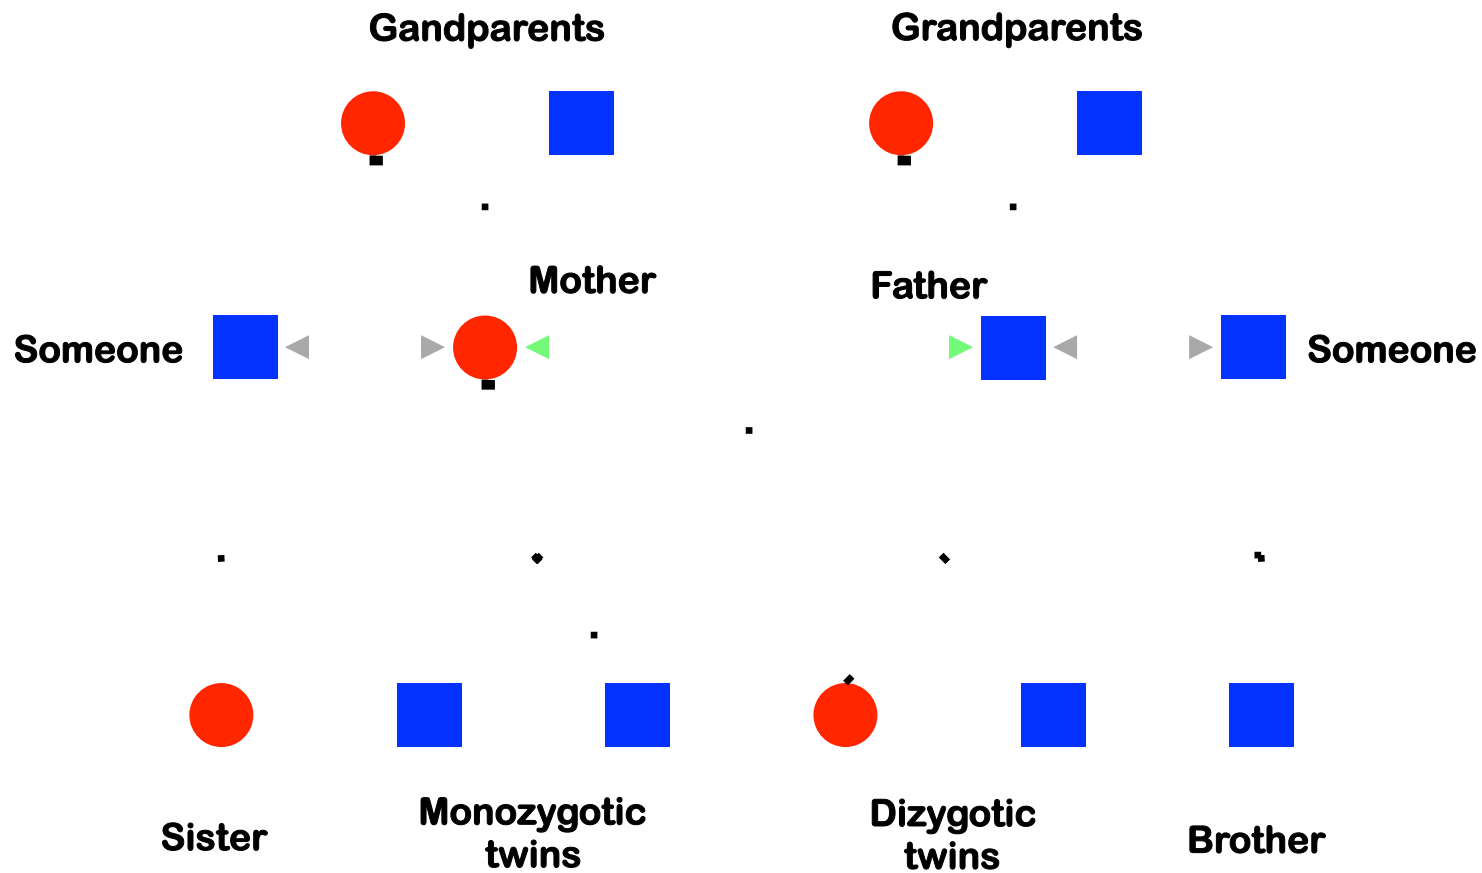 Gandparents
Grandparents
Mother
Father
Someone
Someone
Sister
Monozygotic
twins
Dizygotic
twins
Brother